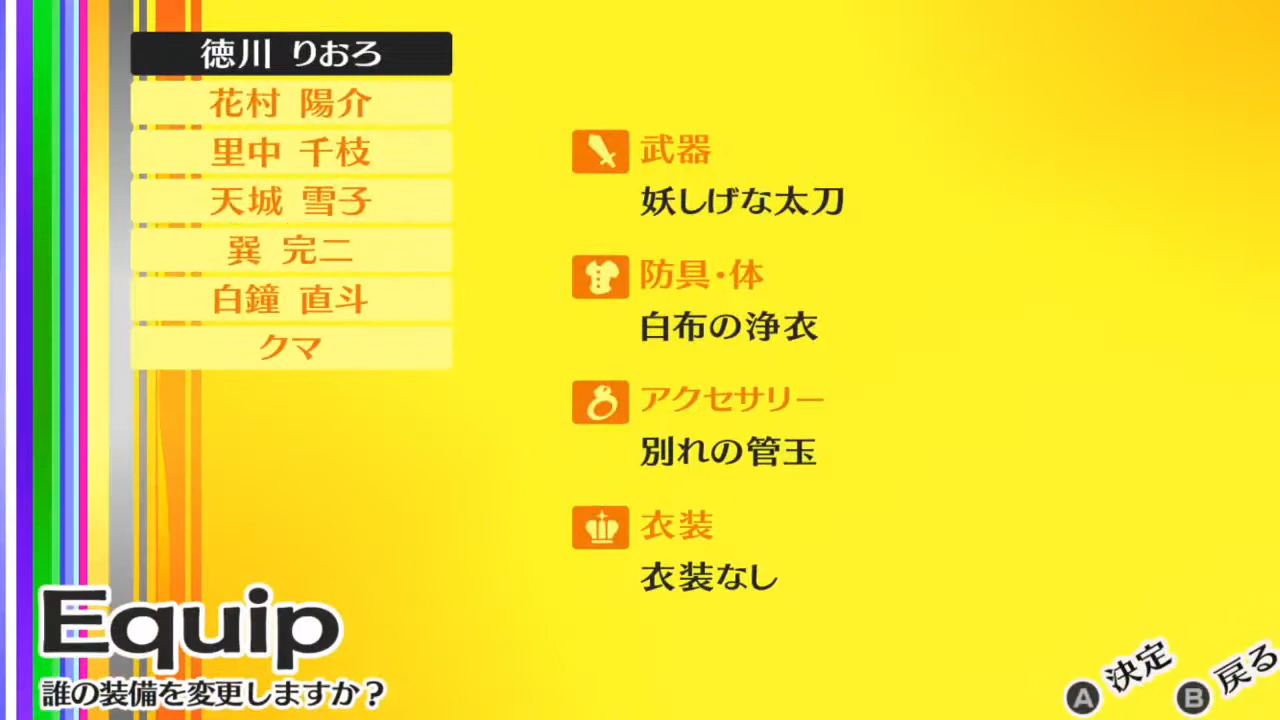 徳川 りおろ
花村 陽介
里中 千枝
天城 雪子
巽 完二
白鐘 直斗
クマ
武器
妖しげな太刀
防具・体
白布の浄衣
アクセサリー
別れの管玉
衣装
衣装なし
Equip
誰の装備を変更しますか?
A 決定
B 戻る